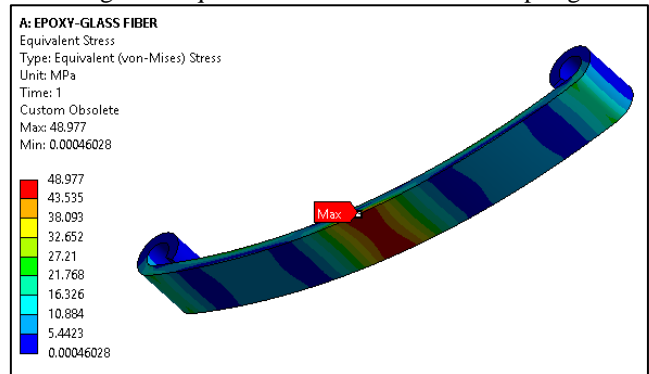 A: EPOXY-GLASS FIBER
Equivalent Stress
Type: Equivalent (von-Mises) Stress
Unit: MPa
Time: 1
Custom Obsolete
Max: 48.977
Min: 0.00046028
48.977
43.535
38.093
32.652
27.21
21.768
16.326
10.884
5.4423
0.00046028
Max